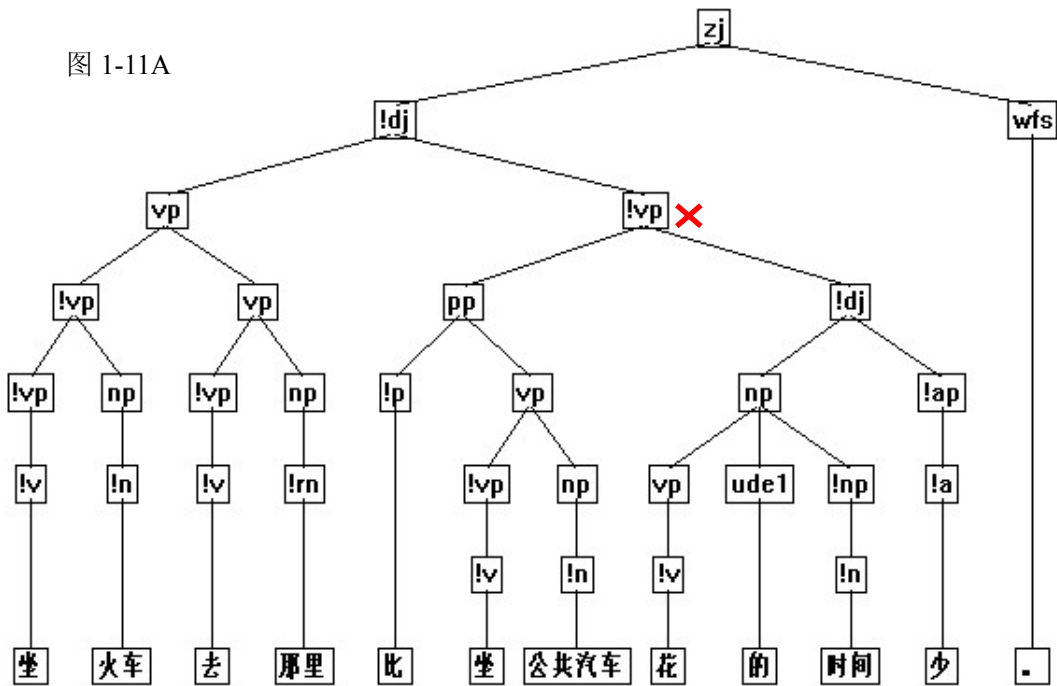 zj
图 1-11A
!dj wfs
vp !vp
!vp vp pp !dj
!vp np !vp np !p vp np !ap
!v !n !v !rn !vp np vp ude1 !np !a
!v !n !v !n
坐 火车 去 那里 比 坐 公共汽车 花 的 时间 少 。